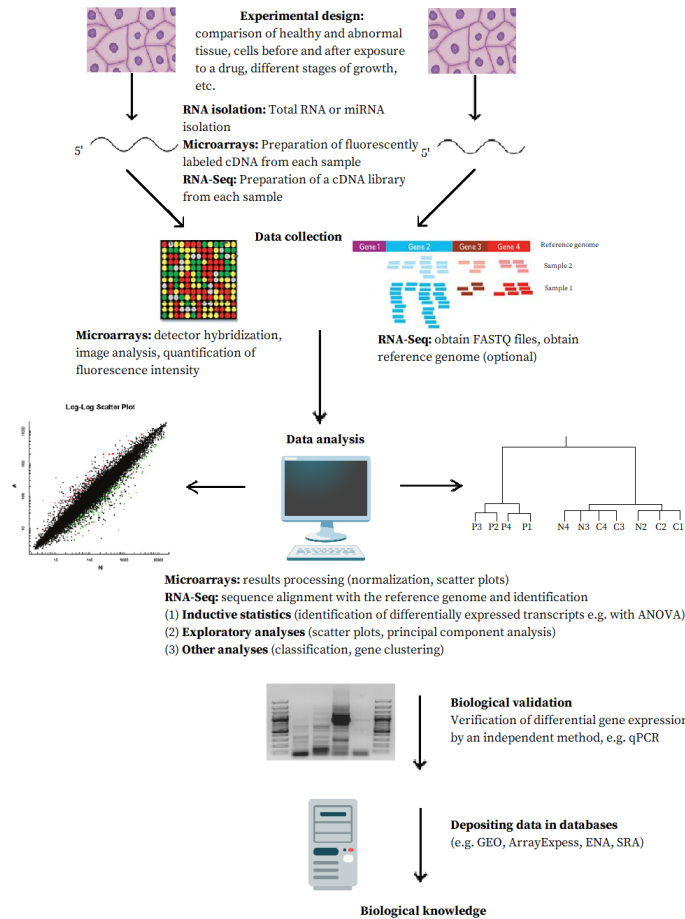 Experimental design:
comparison of healthy and abnormal
tissue, cells before and after exposure
to a drug, different stages of growth,
etc.
RNA isolation: Total RNA or miRNA
isolation
5'
Microarrays: Preparation of fluorescently
labeled cDNA from each sample
5'
RNA-Seq: Preparation of a cDNA library
from each sample
Data collection
Gene 1 Gene 2 Gene 3 Gene 4
Reference genome
Sample 2
Sample 1
Microarrays: detector hybridization,
image analysis, quantification of
fluorescence intensity
RNA-Seq: obtain FASTQ files, obtain
reference genome (optional)
Log-Log Scatter Plot
N
Data analysis
P3 P2 P4 P1 N4 N3 C4 C3 N2 C2 C1
Microarrays: results processing (normalization, scatter plots)
RNA-Seq: sequence alignment with the reference genome and identification
(1) Inductive statistics (identification of differentially expressed transcripts e.g. with ANOVA)
(2) Exploratory analyses (scatter plots, principal component analysis)
(3) Other analyses (classification, gene clustering)
Biological validation
Verification of differential gene expression
by an independent method, e.g. qPCR
Depositing data in databases
(e.g. GEO, ArrayExpess, ENA, SRA)
Biological knowledge